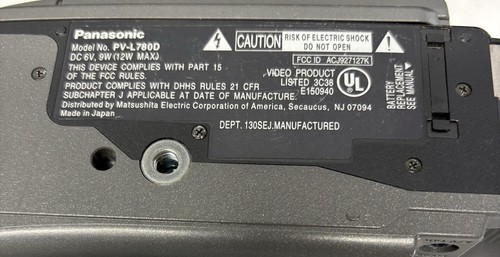 Panasonic
Model No. PV-L780D
DC 6V, 9W (12W MAX)
THIS DEVICE COMPLIES WITH PART 15
OF THE FCC RULES.
PRODUCT COMPLIES WITH DHHS RULES 21 CFR
SUBCHAPTER J APPLICABLE AT DATE OF MANUFACTURE.
Distributed by Matsushita Electric Corporation of America, Secaucus, NJ 07094
Made in Japan
CAUTION
RISK OF ELECTRIC SHOCK
DO NOT OPEN
FCC ID ACJ927127K
VIDEO PRODUCT
LISTED 3C38
E150940
UL
BATTERY
REPLACEMENT
SEE MANUAL
DEPT. 130SEJ.MANUFACTURED